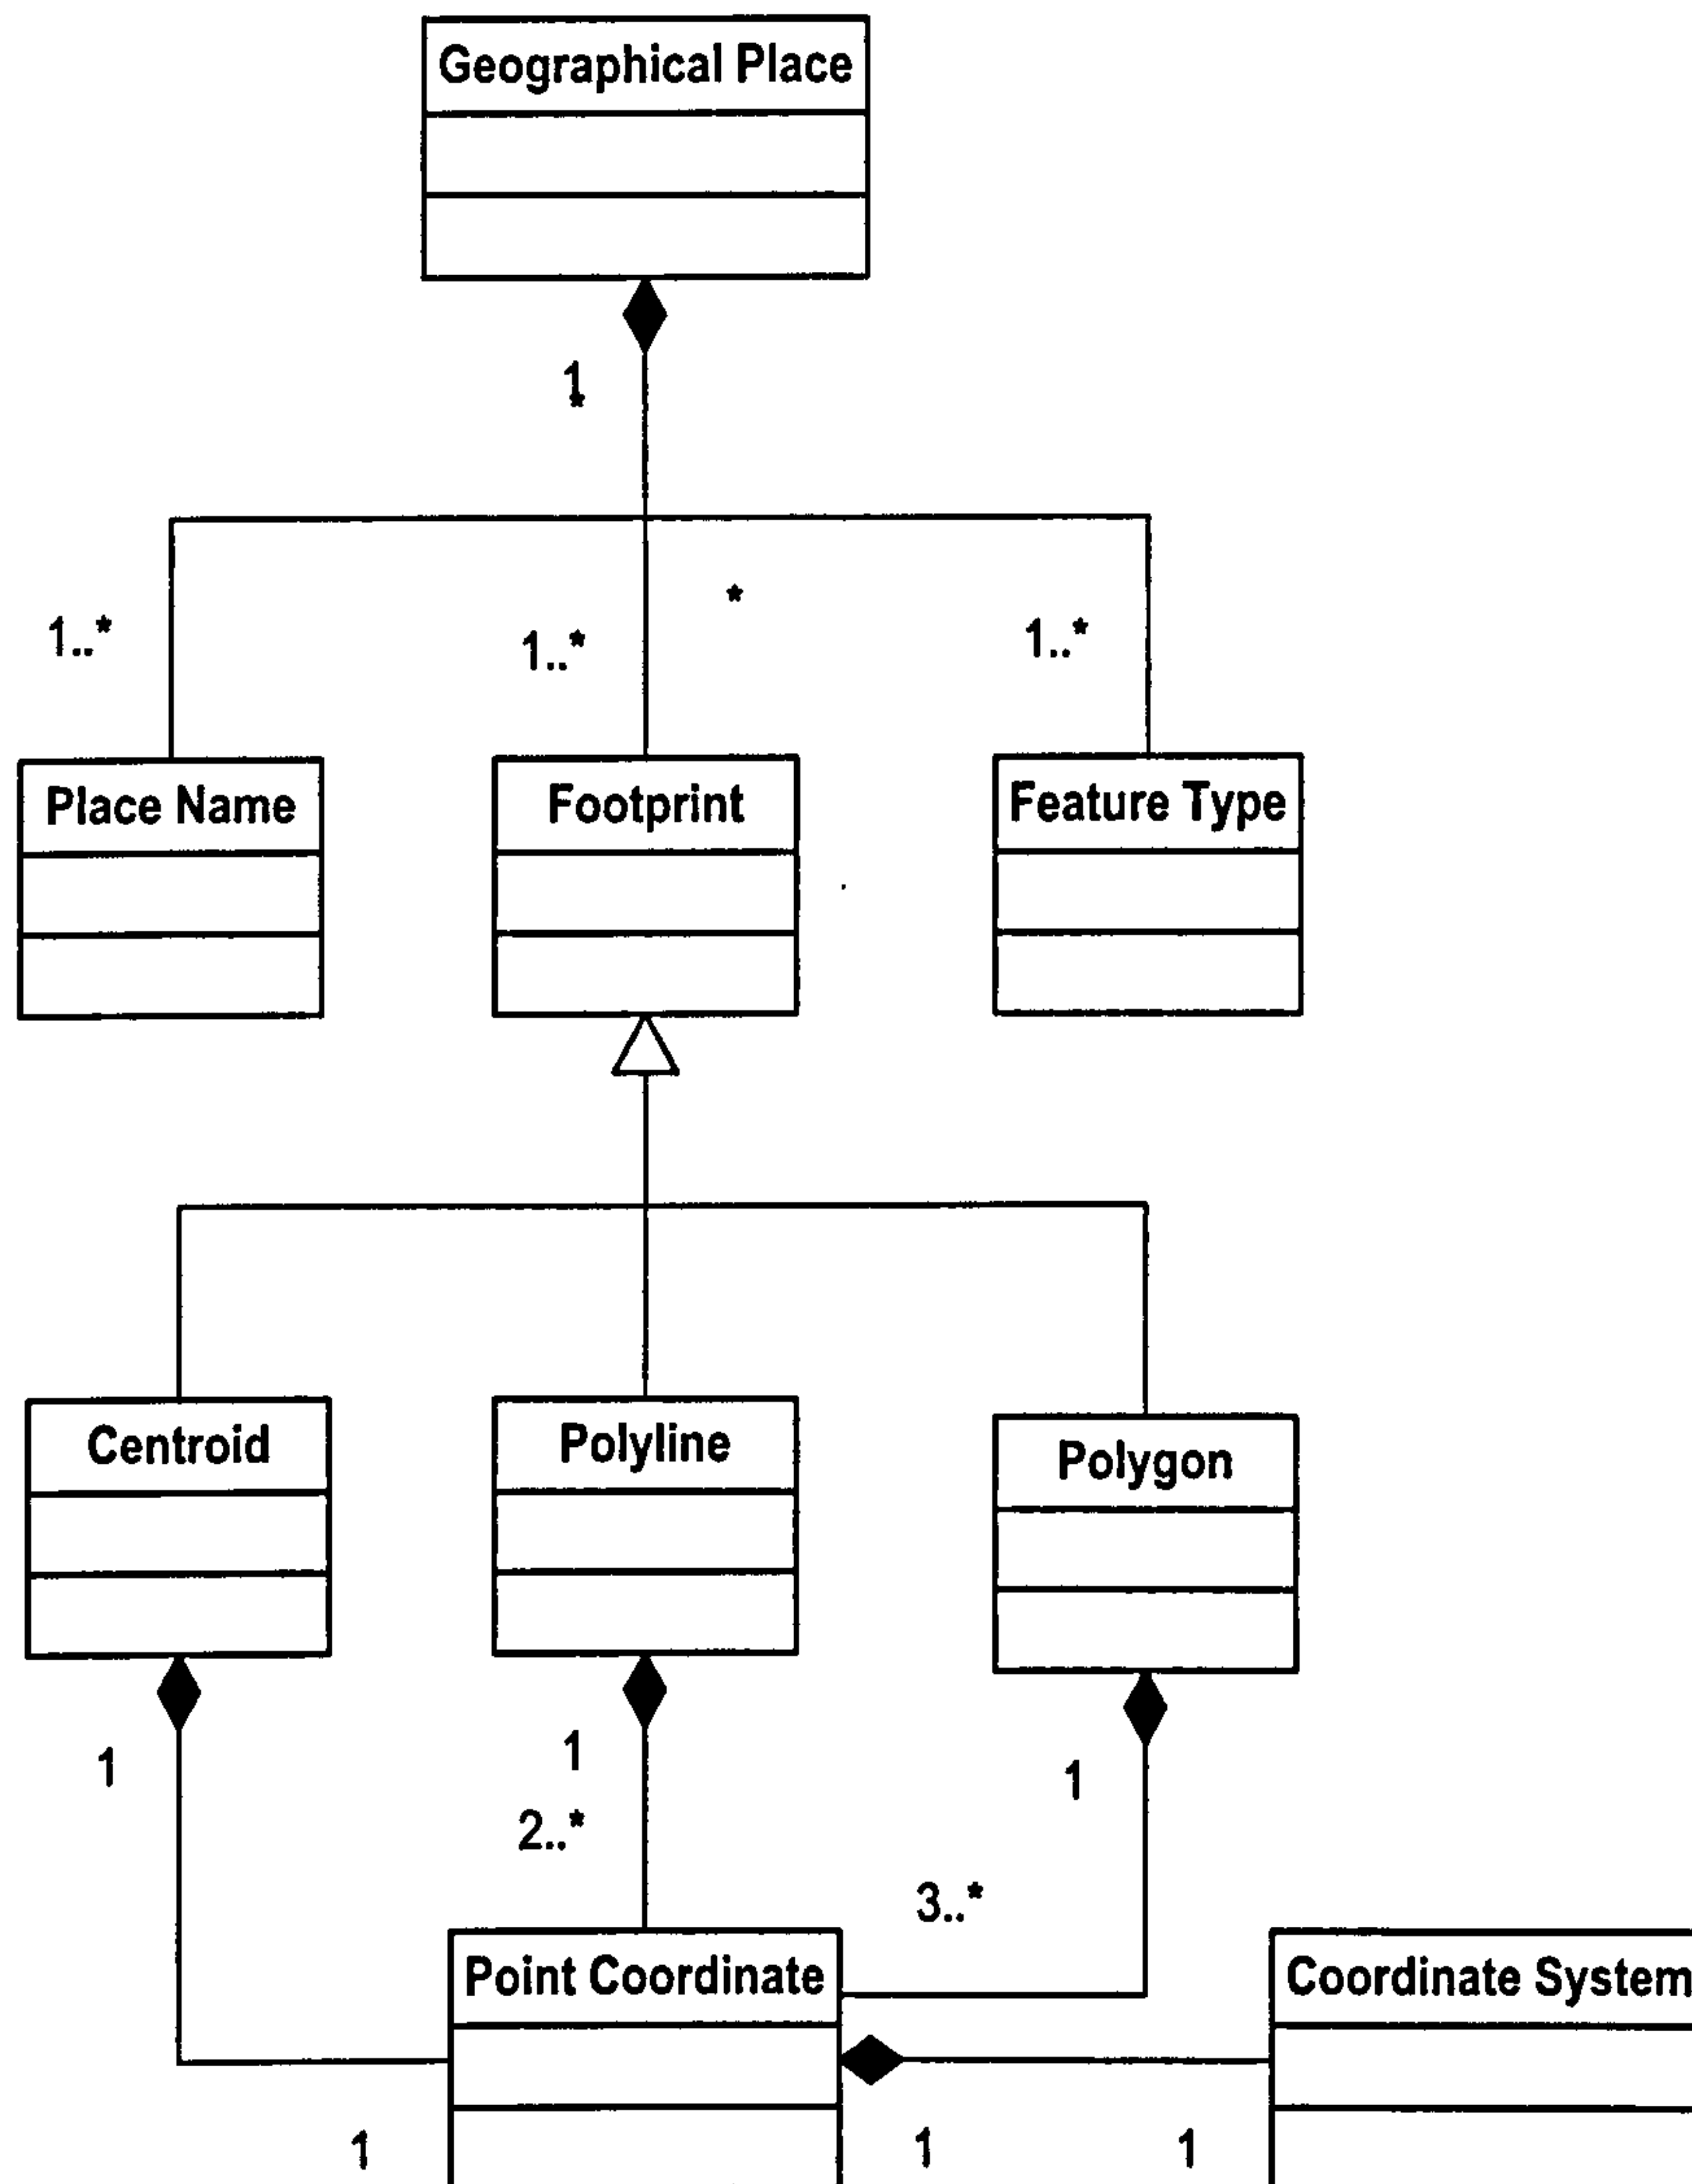 Geographical Place
1
*
*
1..*
1..*
1..*
Place Name
Footprint
Feature Type
Centroid
Polyline
Polygon
1
1
1
2..*
3..*
Point Coordinate
Coordinate System
1
1
1